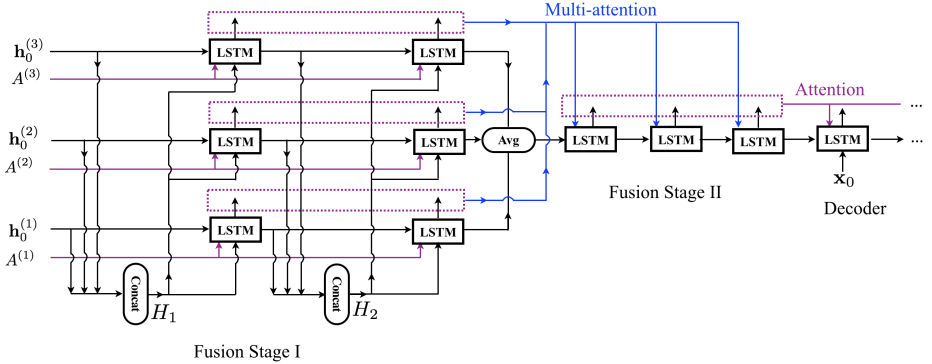 Multi-attention
h₀⁽³⁾ LSTM LSTM
A⁽³⁾
Attention
...
h₀⁽²⁾ LSTM LSTM Avg LSTM LSTM LSTM LSTM ...
A⁽²⁾
x₀
Fusion Stage II
Decoder
h₀⁽¹⁾ LSTM LSTM
A⁽¹⁾
Concat H₁ Concat H₂
Fusion Stage I